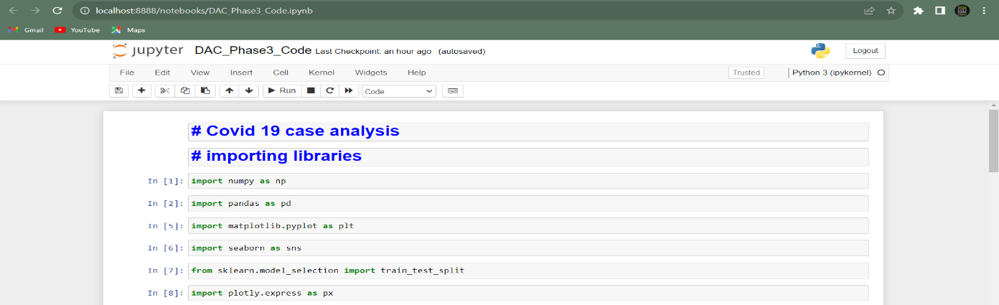 localhost:8888/notebooks/DAC_Phase3_Code.ipynb
Gmail YouTube Maps
jupyter DAC_Phase3_Code Last Checkpoint: an hour ago (autosaved) Logout
File Edit View Insert Cell Kernel Widgets Help Trusted Python 3 (ipykernel)
Run Code
# Covid 19 case analysis
# importing libraries
In [1]: import numpy as np
In [2]: import pandas as pd
In [5]: import matplotlib.pyplot as plt
In [6]: import seaborn as sns
In [7]: from sklearn.model_selection import train_test_split
In [8]: import plotly.express as px